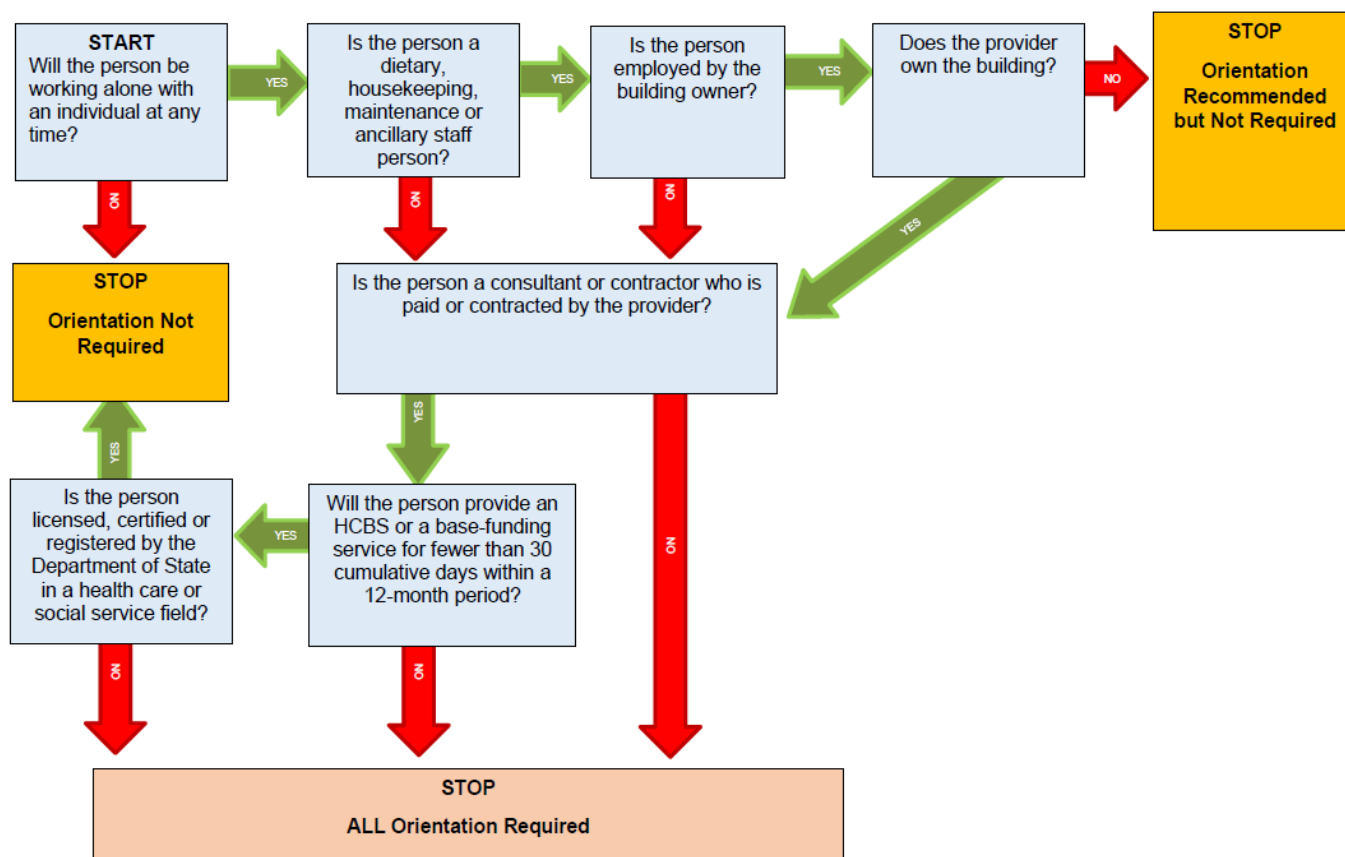 START
Will the person be
working alone with
an individual at any
time?
YES
Is the person a
dietary,
housekeeping,
maintenance or
ancillary staff
person?
YES
Is the person
employed by the
building owner?
YES
Does the provider
own the building?
NO
STOP
Orientation
Recommended
but Not Required
NO
NO
NO
YES
STOP
Orientation Not
Required
Is the person a consultant or contractor who is
paid or contracted by the provider?
YES
YES
NO
Is the person
licensed, certified or
registered by the
Department of State
in a health care or
social service field?
YES
Will the person provide an
HCBS or a base-funding
service for fewer than 30
cumulative days within a
12-month period?
NO
NO
STOP
ALL Orientation Required